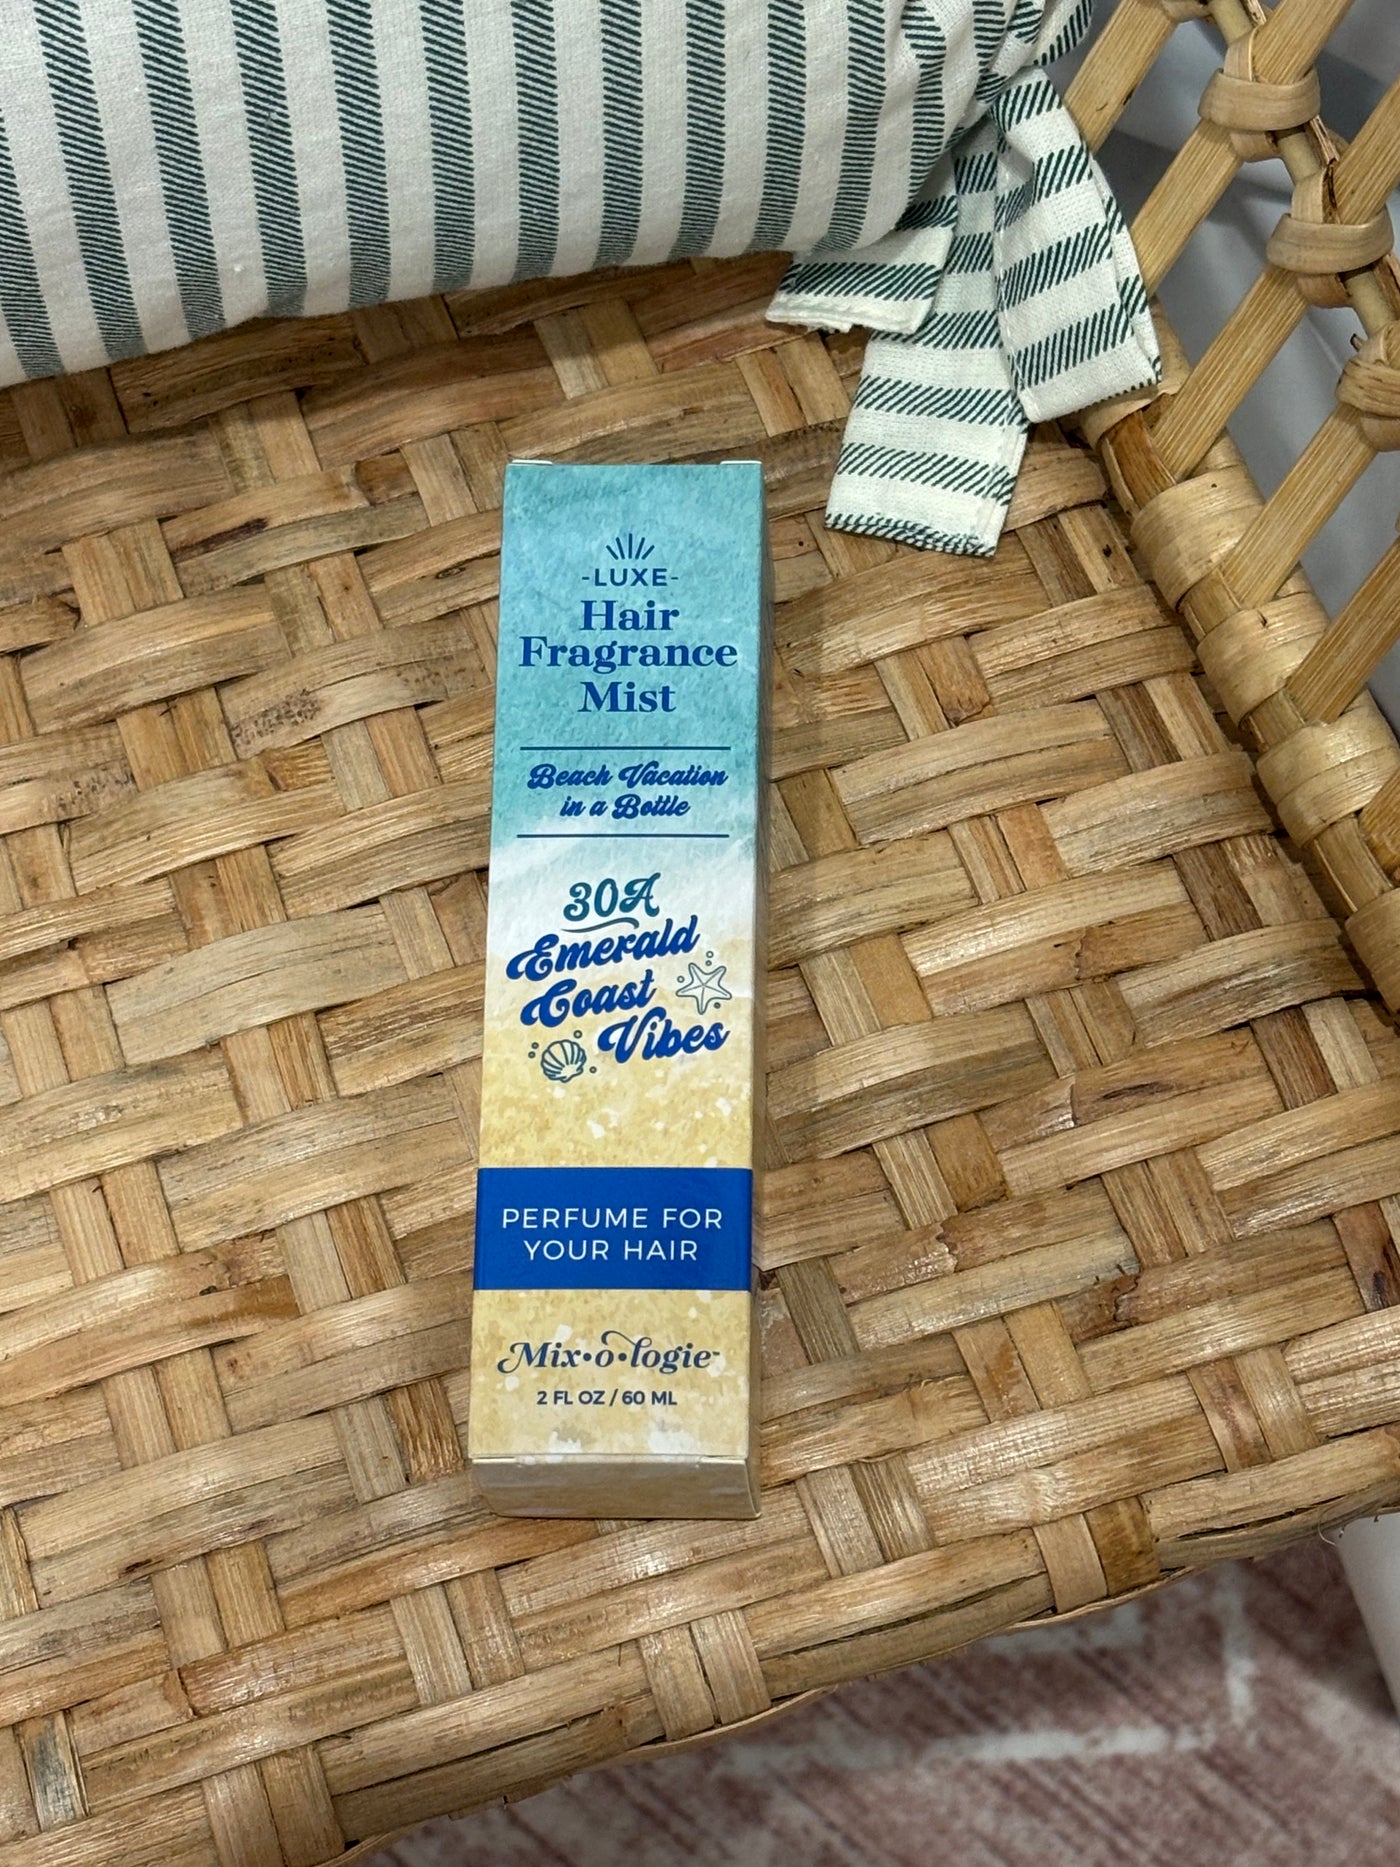 -LUXE-
Hair
Fragrance
Mist
Beach Vacation
in a Bottle
30A
Emerald
Coast
Vibes
PERFUME FOR
YOUR HAIR
Mix•o•logie™
2 FL OZ / 60 ML